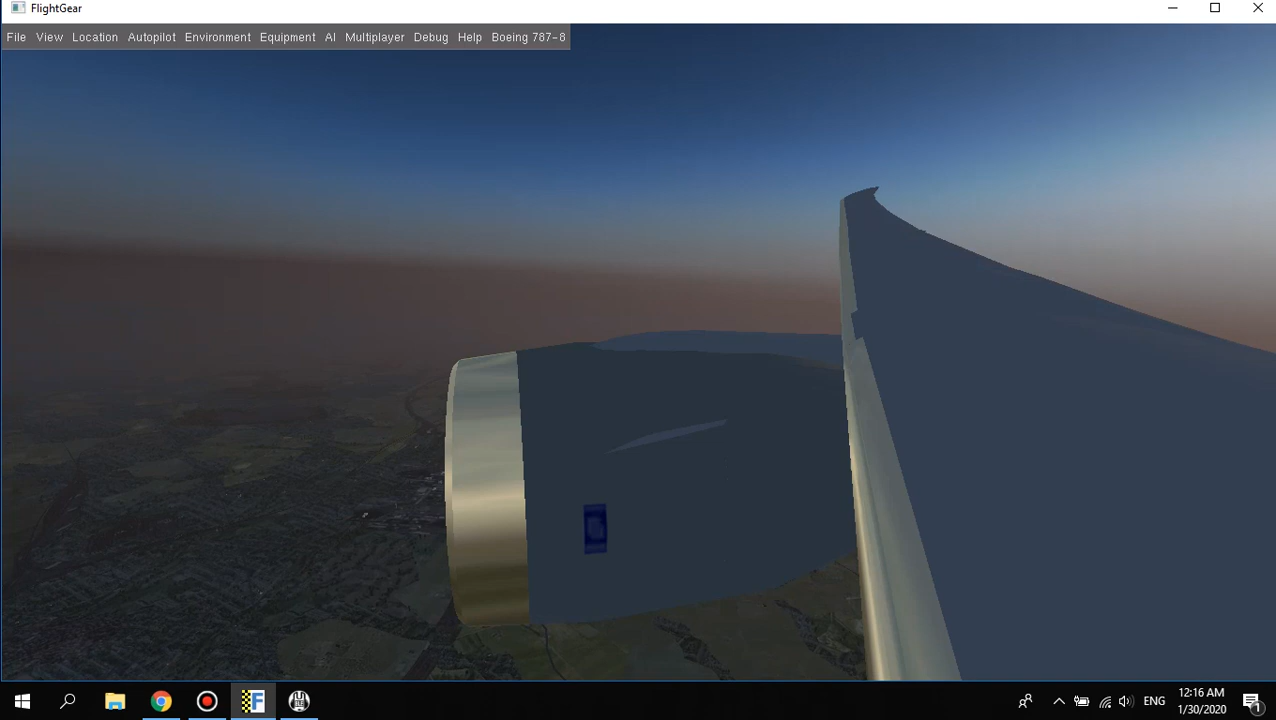 FlightGear
File View Location Autopilot Environment Equipment AI Multiplayer Debug Help Boeing 787-8
ENG
12:16 AM
1/30/2020
1